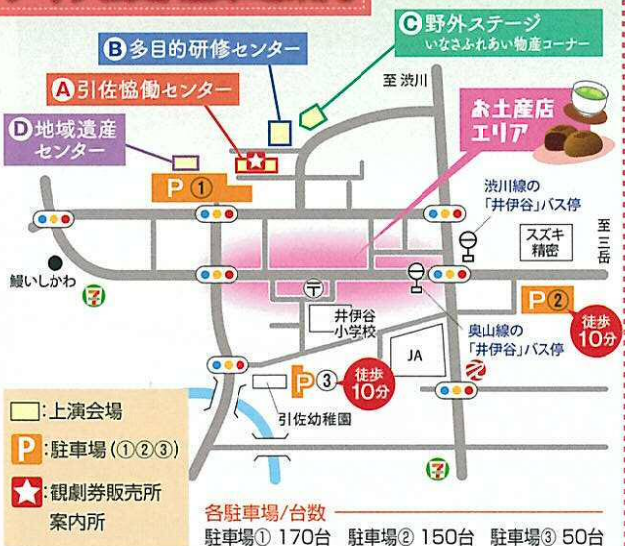 C 野外ステージ
いなさふれあい物産コーナー
B 多目的研修センター
A 引佐協働センター
D 地域遺産
センター
至 渋川
お土産店
エリア
P ①
渋川線の
「井伊谷」バス停
スズキ
精密
至 三岳
鰻いしかわ
7
〒
井伊谷
小学校
P ②
徒歩
10分
奥山線の
「井伊谷」バス停
JA
P ③
徒歩
10分
引佐幼稚園
7
:上演会場
P :駐車場(①②③)
:観劇券販売所
案内所
各駐車場/台数
駐車場① 170台 駐車場② 150台 駐車場③ 50台